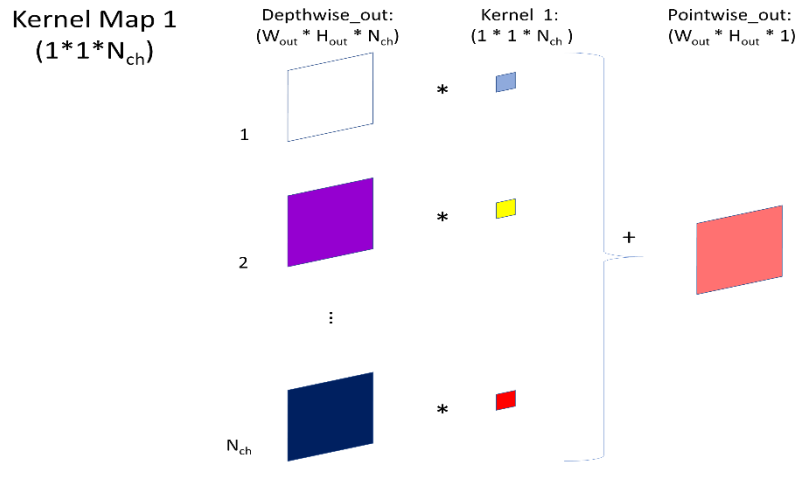 Kernel Map 1
(1*1*Nch)
Depthwise_out:
(Wout * Hout * Nch)
Kernel 1:
(1 * 1 * Nch )
Pointwise_out:
(Wout * Hout * 1)
1
*
2
*
+
...
Nch
*